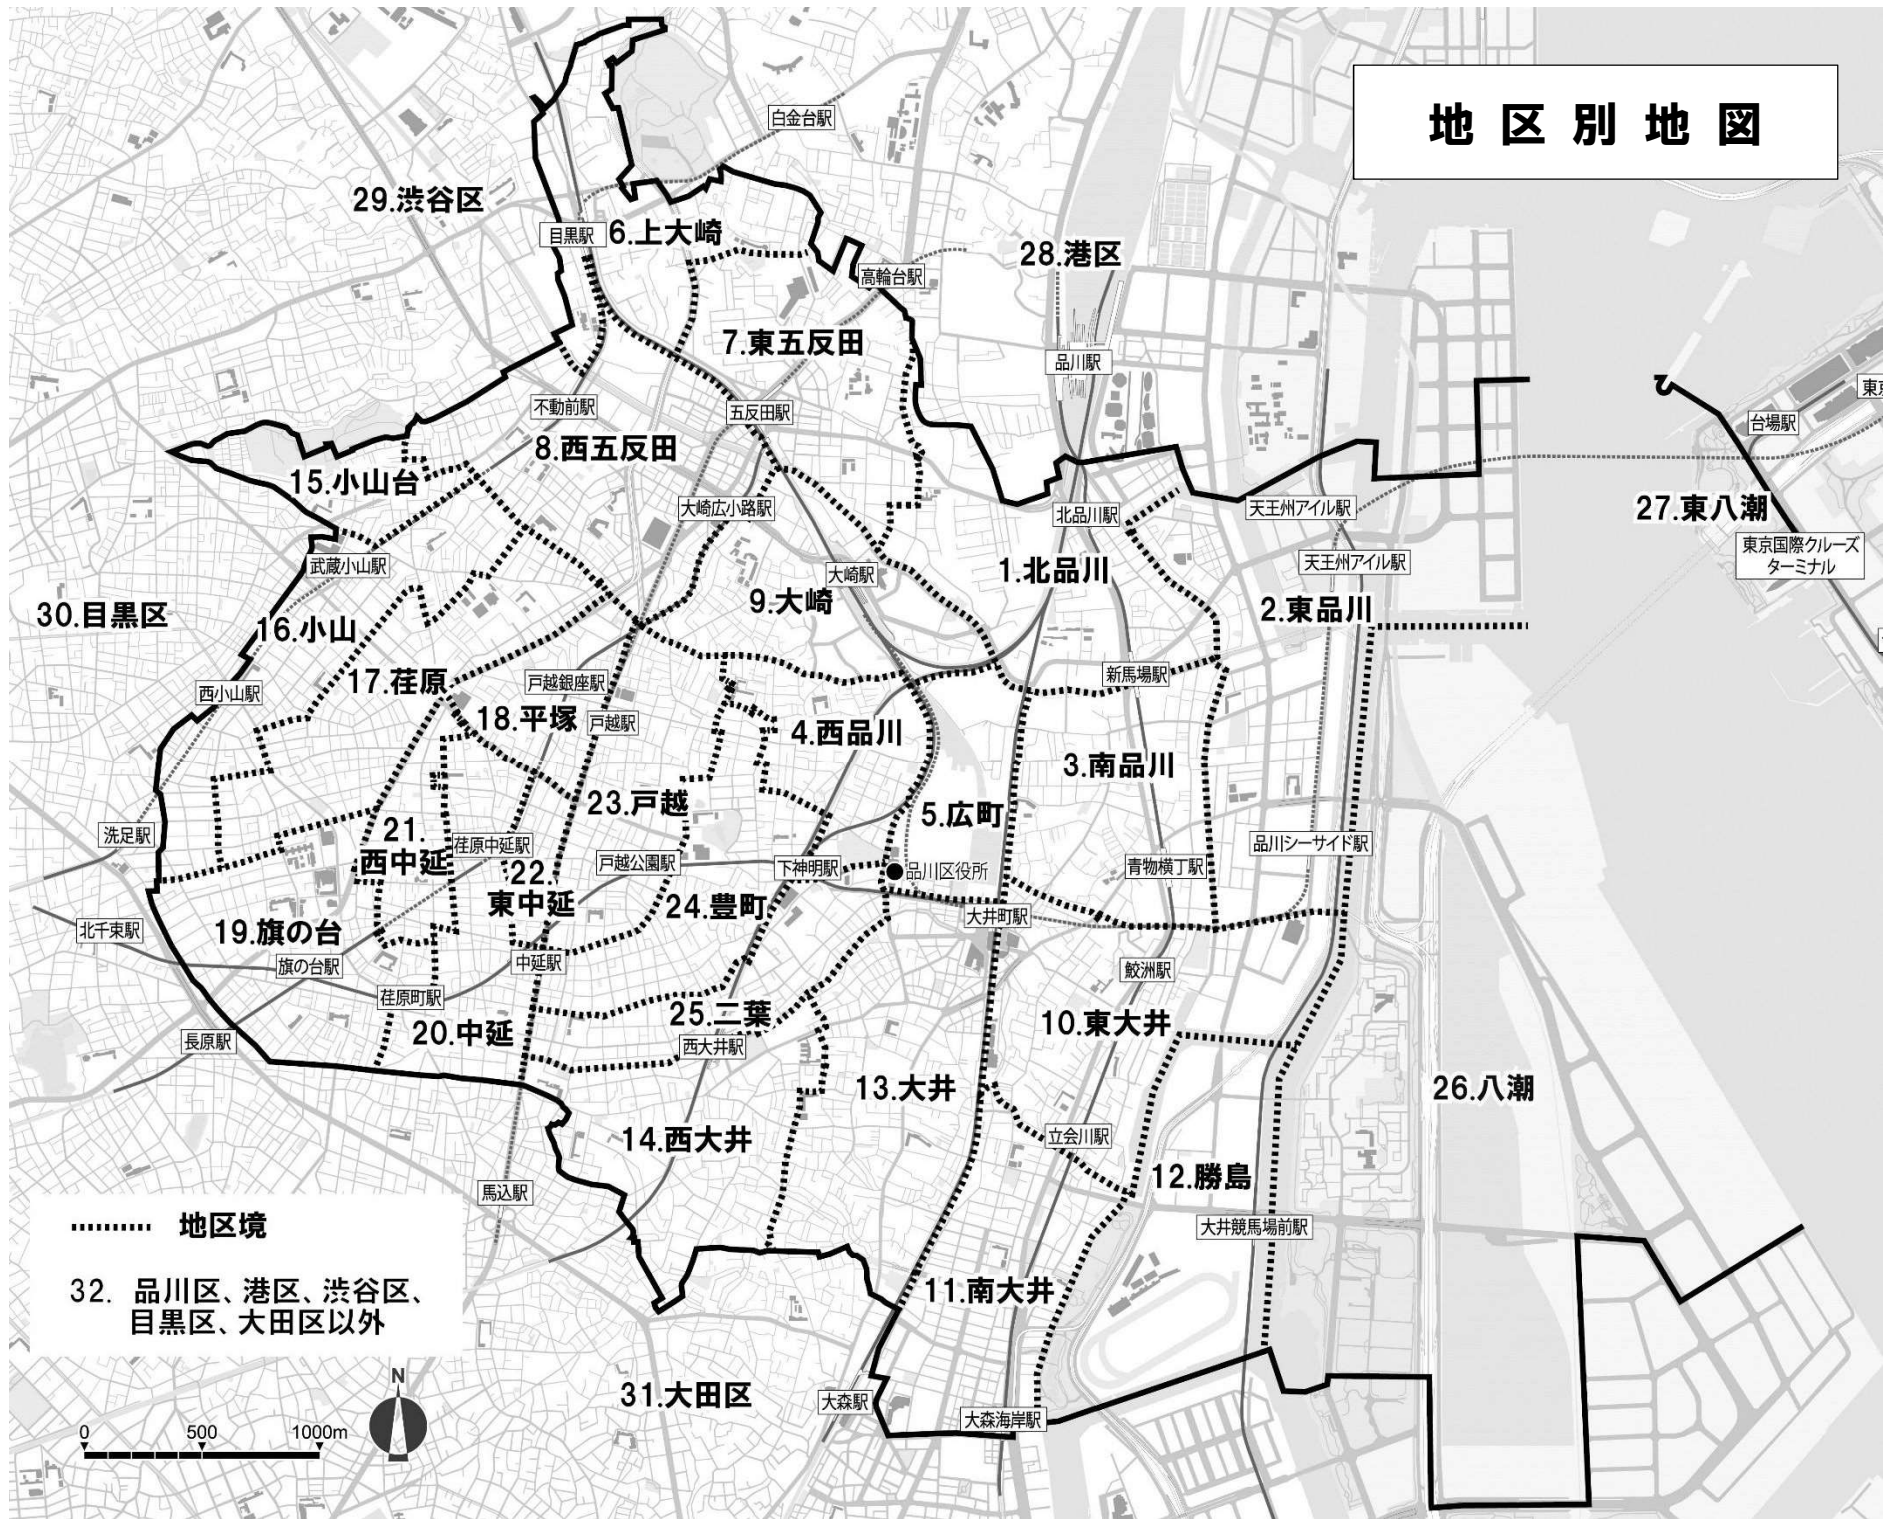 地区別地図
白金台駅
29.渋谷区
目黒駅
6.上大崎
28.港区
高輪台駅
7.東五反田
品川駅
不動前駅
五反田駅
台場駅
8.西五反田
15.小山台
大崎広小路駅
北品川駅
天王州アイル駅
27.東八潮
東京国際クルーズ
ターミナル
武蔵小山駅
大崎駅
1.北品川
天王州アイル駅
30.目黒区
16.小山
9.大崎
2.東品川
17.荏原
戸越銀座駅
新馬場駅
西小山駅
18.平塚
戸越駅
4.西品川
3.南品川
23.戸越
5.広町
洗足駅
21.
西中延
荏原中延駅
22.
東中延
戸越公園駅
下神明駅
品川区役所
青物横丁駅
品川シーサイド駅
24.豊町
大井町駅
北千束駅
19.旗の台
旗の台駅
中延駅
鮫洲駅
荏原町駅
20.中延
25.二葉
西大井駅
10.東大井
長原駅
13.大井
26.八潮
14.西大井
立会川駅
12.勝島
馬込駅
大井競馬場前駅
地区境
11.南大井
32. 品川区、港区、渋谷区、
目黒区、大田区以外
31.大田区
大森駅
大森海岸駅
N
0 500 1000m